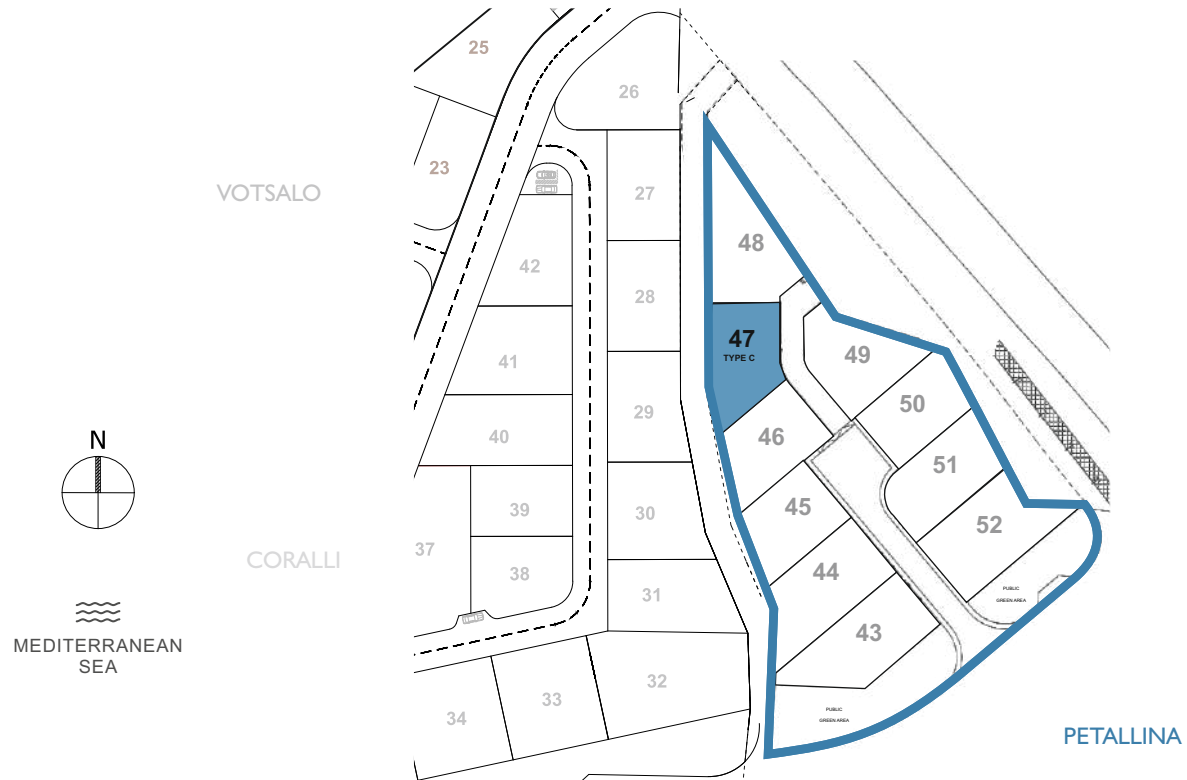 25
26
23
VOTSALO
27
48
42
28
47
TYPE C
49
41
50
29
46
40
N
51
45
39
30
52
37
CORALLI
38
44
PUBLIC
GREEN AREA
31
43
MEDITERRANEAN
SEA
32
33
34
PUBLIC
GREEN AREA
PETALLINA